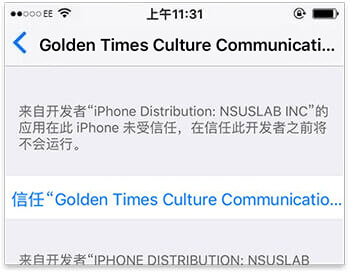 EE 上午11:31
Golden Times Culture Communicati...
来自开发者“iPhone Distribution: NSUSLAB INC”的
应用在此 iPhone 未受信任，在信任此开发者之前将
不会运行。
信任“Golden Times Culture Communicatio...
来自开发者“IPHONE DISTRIBUTION: NSUSLAB